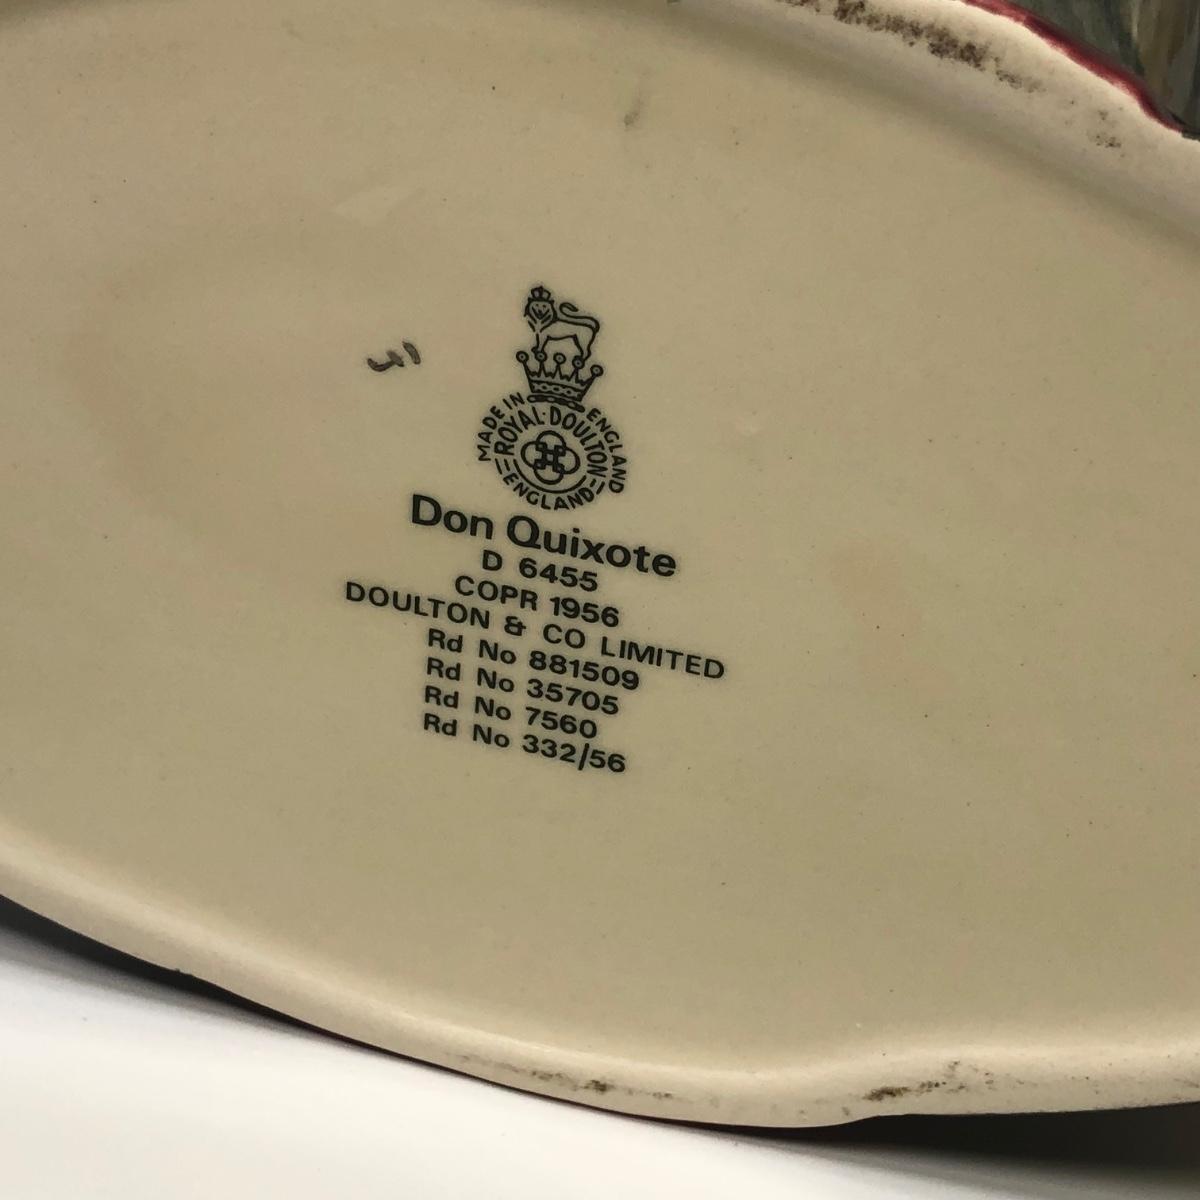 MADE IN ENGLAND
ROYAL·DOULTON
ENGLAND
Don Quixote
D 6455
COPR 1956
DOULTON & CO LIMITED
Rd No 881509
Rd No 35705
Rd No 7560
Rd No 332/56